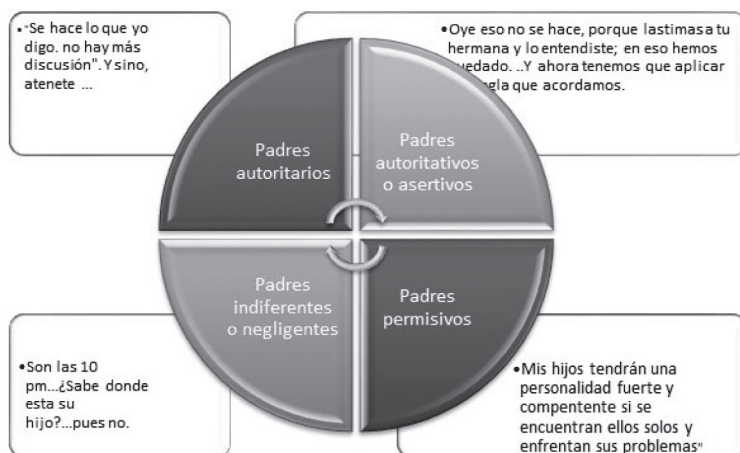 •"Se hace lo que yo
digo. no hay más
discusión". Y sino,
atenete ...
•Oye eso no se hace, porque lastimas a tu
hermana y lo entendiste; en eso hemos
quedado. ..Y ahora tenemos que aplicar
regla que acordamos.
Padres
autoritarios
Padres
autoritativos
o asertivos
Padres
indiferentes
o negligentes
Padres
permisivos
•Son las 10
pm...¿Sabe donde
esta su
hijo?...pues no.
•Mis hijos tendrán una
personalidad fuerte y
compentente si se
encuentran ellos solos y
enfrentan sus problemas"